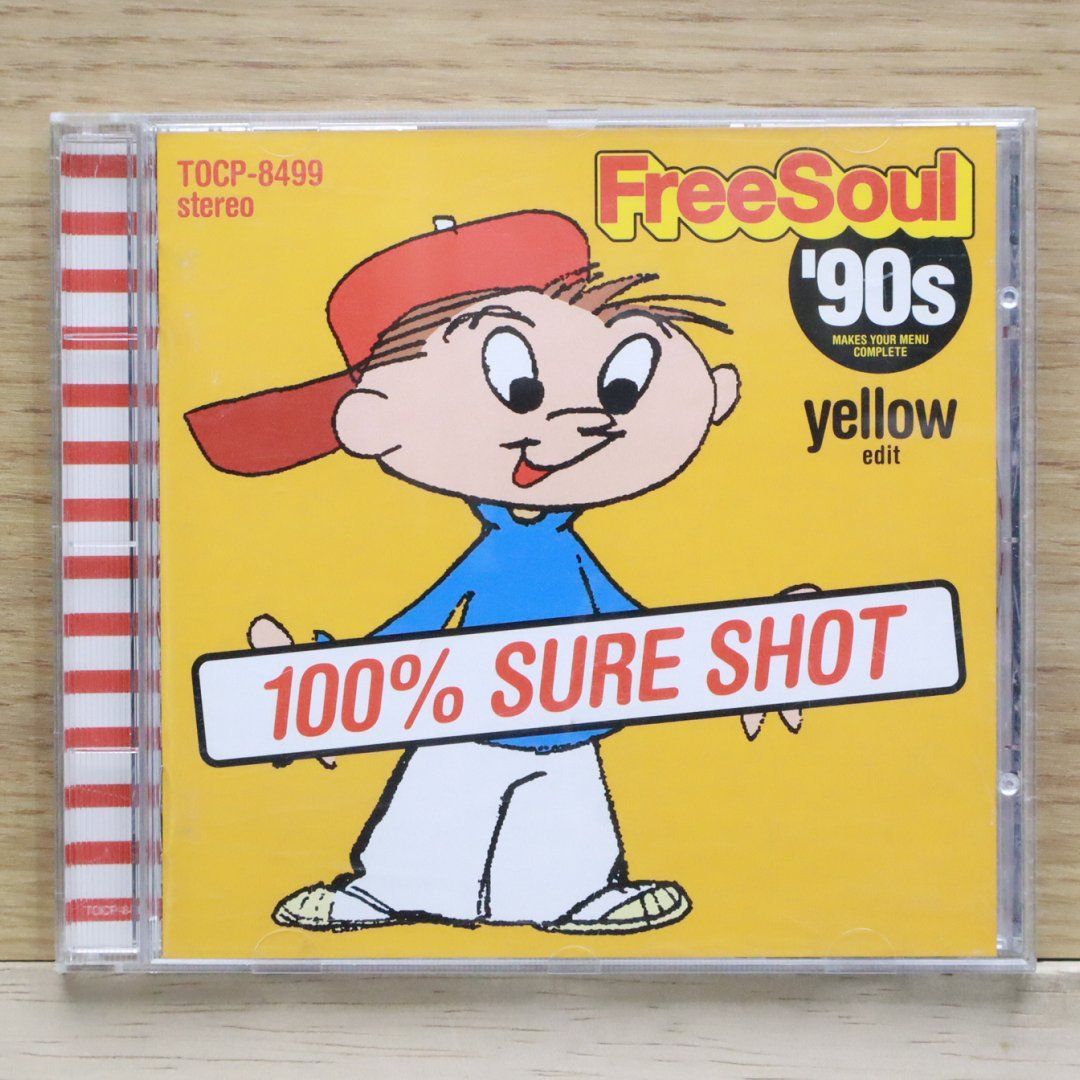 TOCP-8499
stereo
FreeSoul
'90s
MAKES YOUR MENU
COMPLETE
yellow
edit
100% SURE SHOT